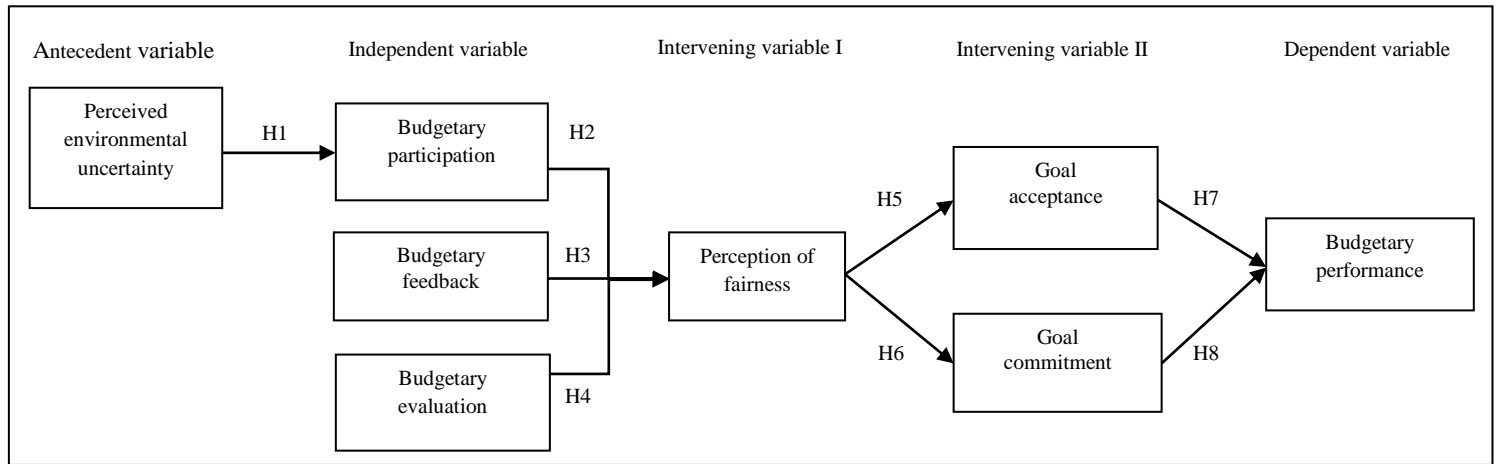 Antecedent variable
Independent variable
Intervening variable I
Intervening variable II
Dependent variable
Perceived
environmental
uncertainty
H1
Budgetary
participation
H2
Budgetary
feedback
H3
Budgetary
evaluation
H4
Perception of
fairness
H5
H6
Goal
acceptance
Goal
commitment
H7
H8
Budgetary
performance